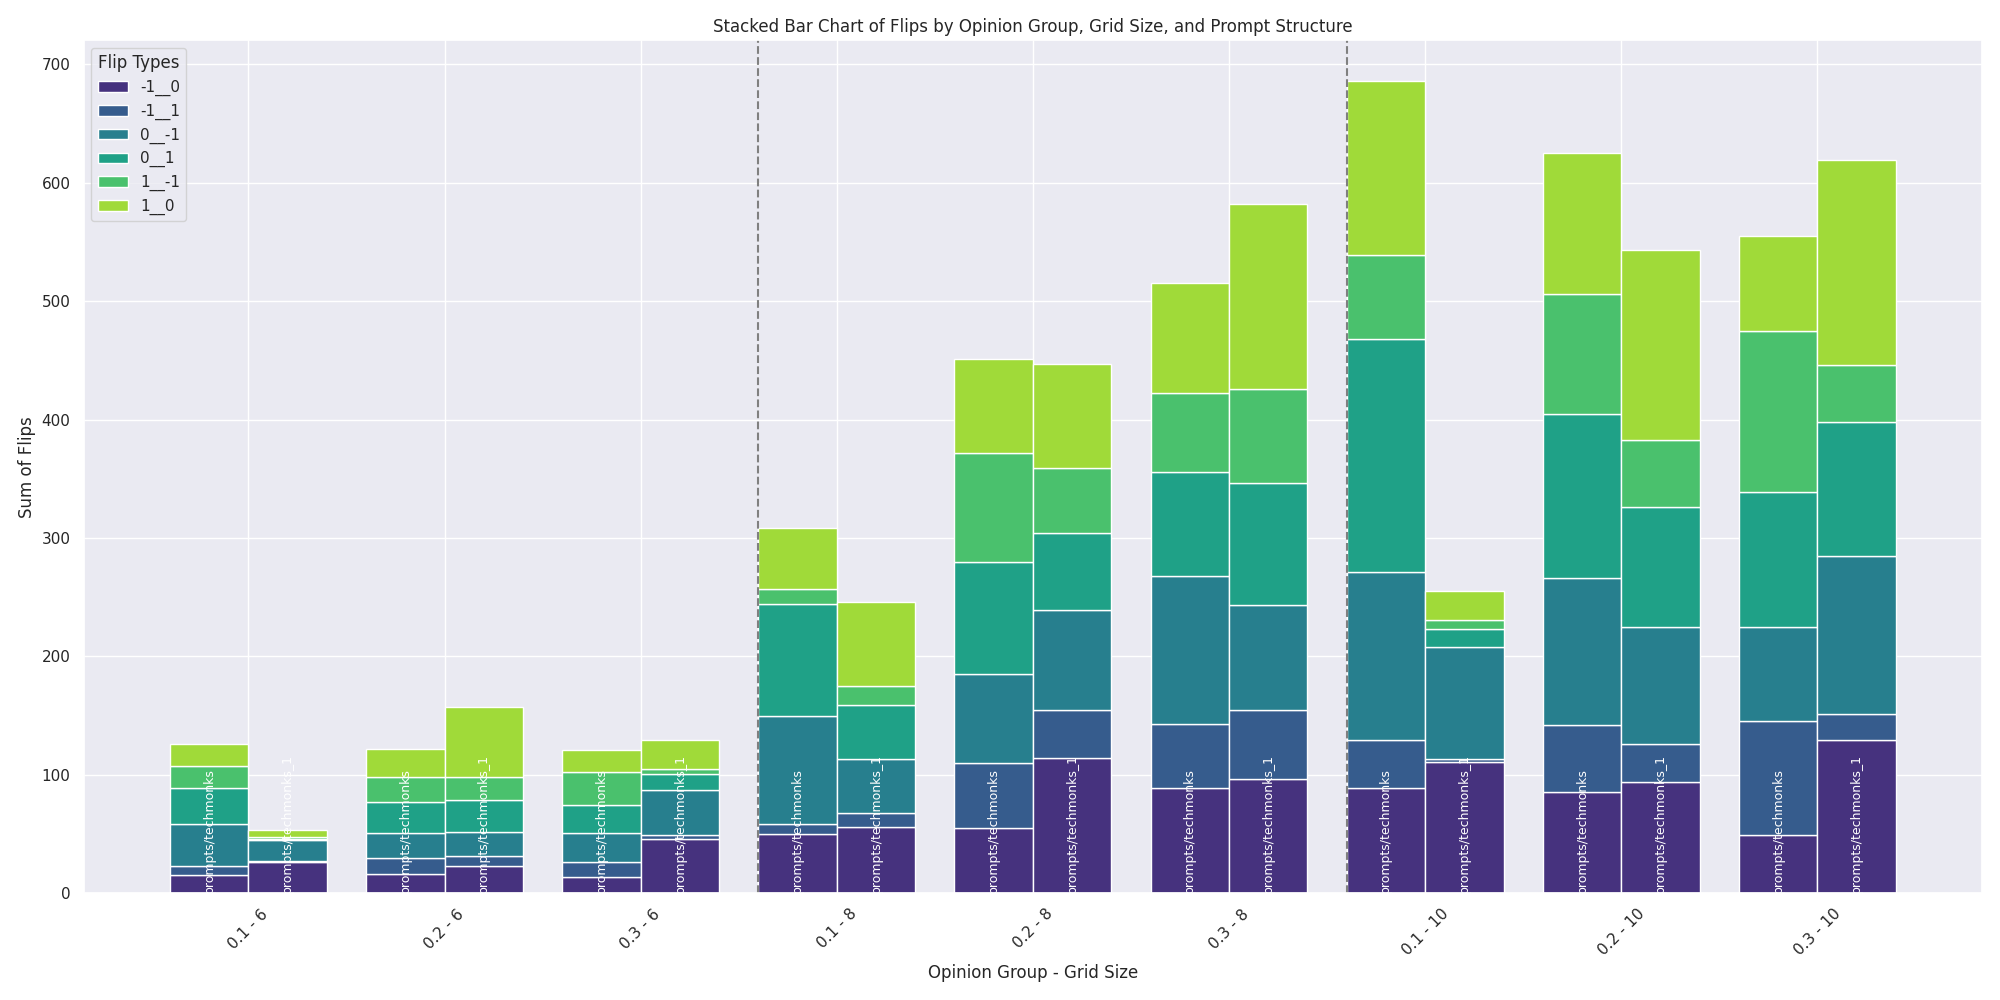 Stacked Bar Chart of Flips by Opinion Group, Grid Size, and Prompt Structure
Flip Types
-1__0
-1__1
0__-1
0__1
1__-1
1__0
Sum of Flips
700
600
500
400
300
200
100
0
prompts/techmonks
prompts/techmonks_1
prompts/techmonks
prompts/techmonks_1
prompts/techmonks
prompts/techmonks_1
prompts/techmonks
prompts/techmonks_1
prompts/techmonks
prompts/techmonks_1
prompts/techmonks
prompts/techmonks_1
prompts/techmonks
prompts/techmonks_1
prompts/techmonks
prompts/techmonks_1
prompts/techmonks
prompts/techmonks_1
0.1 - 6
0.2 - 6
0.3 - 6
0.1 - 8
0.2 - 8
0.3 - 8
0.1 - 10
0.2 - 10
0.3 - 10
Opinion Group - Grid Size